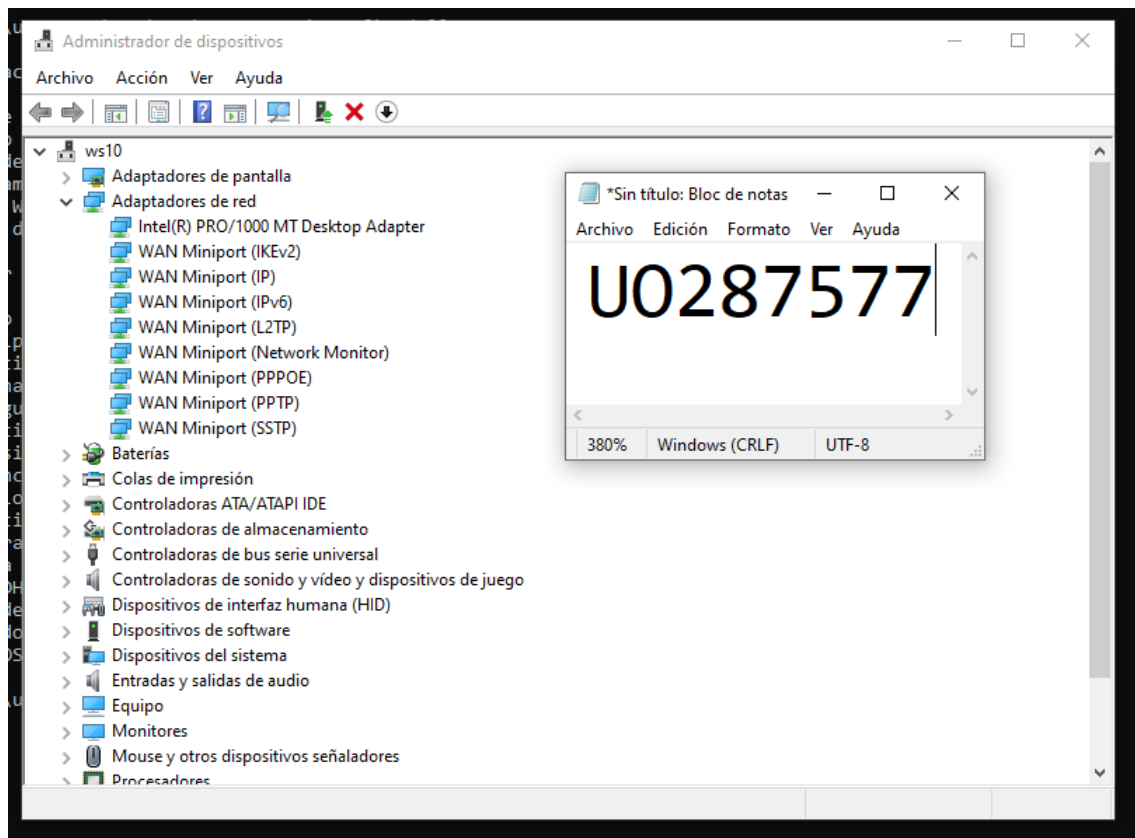 Administrador de dispositivos
Archivo Acción Ver Ayuda
ws10
Adaptadores de pantalla
Adaptadores de red
Intel(R) PRO/1000 MT Desktop Adapter
WAN Miniport (IKEv2)
WAN Miniport (IP)
WAN Miniport (IPv6)
WAN Miniport (L2TP)
WAN Miniport (Network Monitor)
WAN Miniport (PPPOE)
WAN Miniport (PPTP)
WAN Miniport (SSTP)
Baterías
Colas de impresión
Controladoras ATA/ATAPI IDE
Controladoras de almacenamiento
Controladoras de bus serie universal
Controladoras de sonido y vídeo y dispositivos de juego
Dispositivos de interfaz humana (HID)
Dispositivos de software
Dispositivos del sistema
Entradas y salidas de audio
Equipo
Monitores
Mouse y otros dispositivos señaladores
Procesadores
*Sin título: Bloc de notas
Archivo Edición Formato Ver Ayuda
UO287577
380% Windows (CRLF) UTF-8